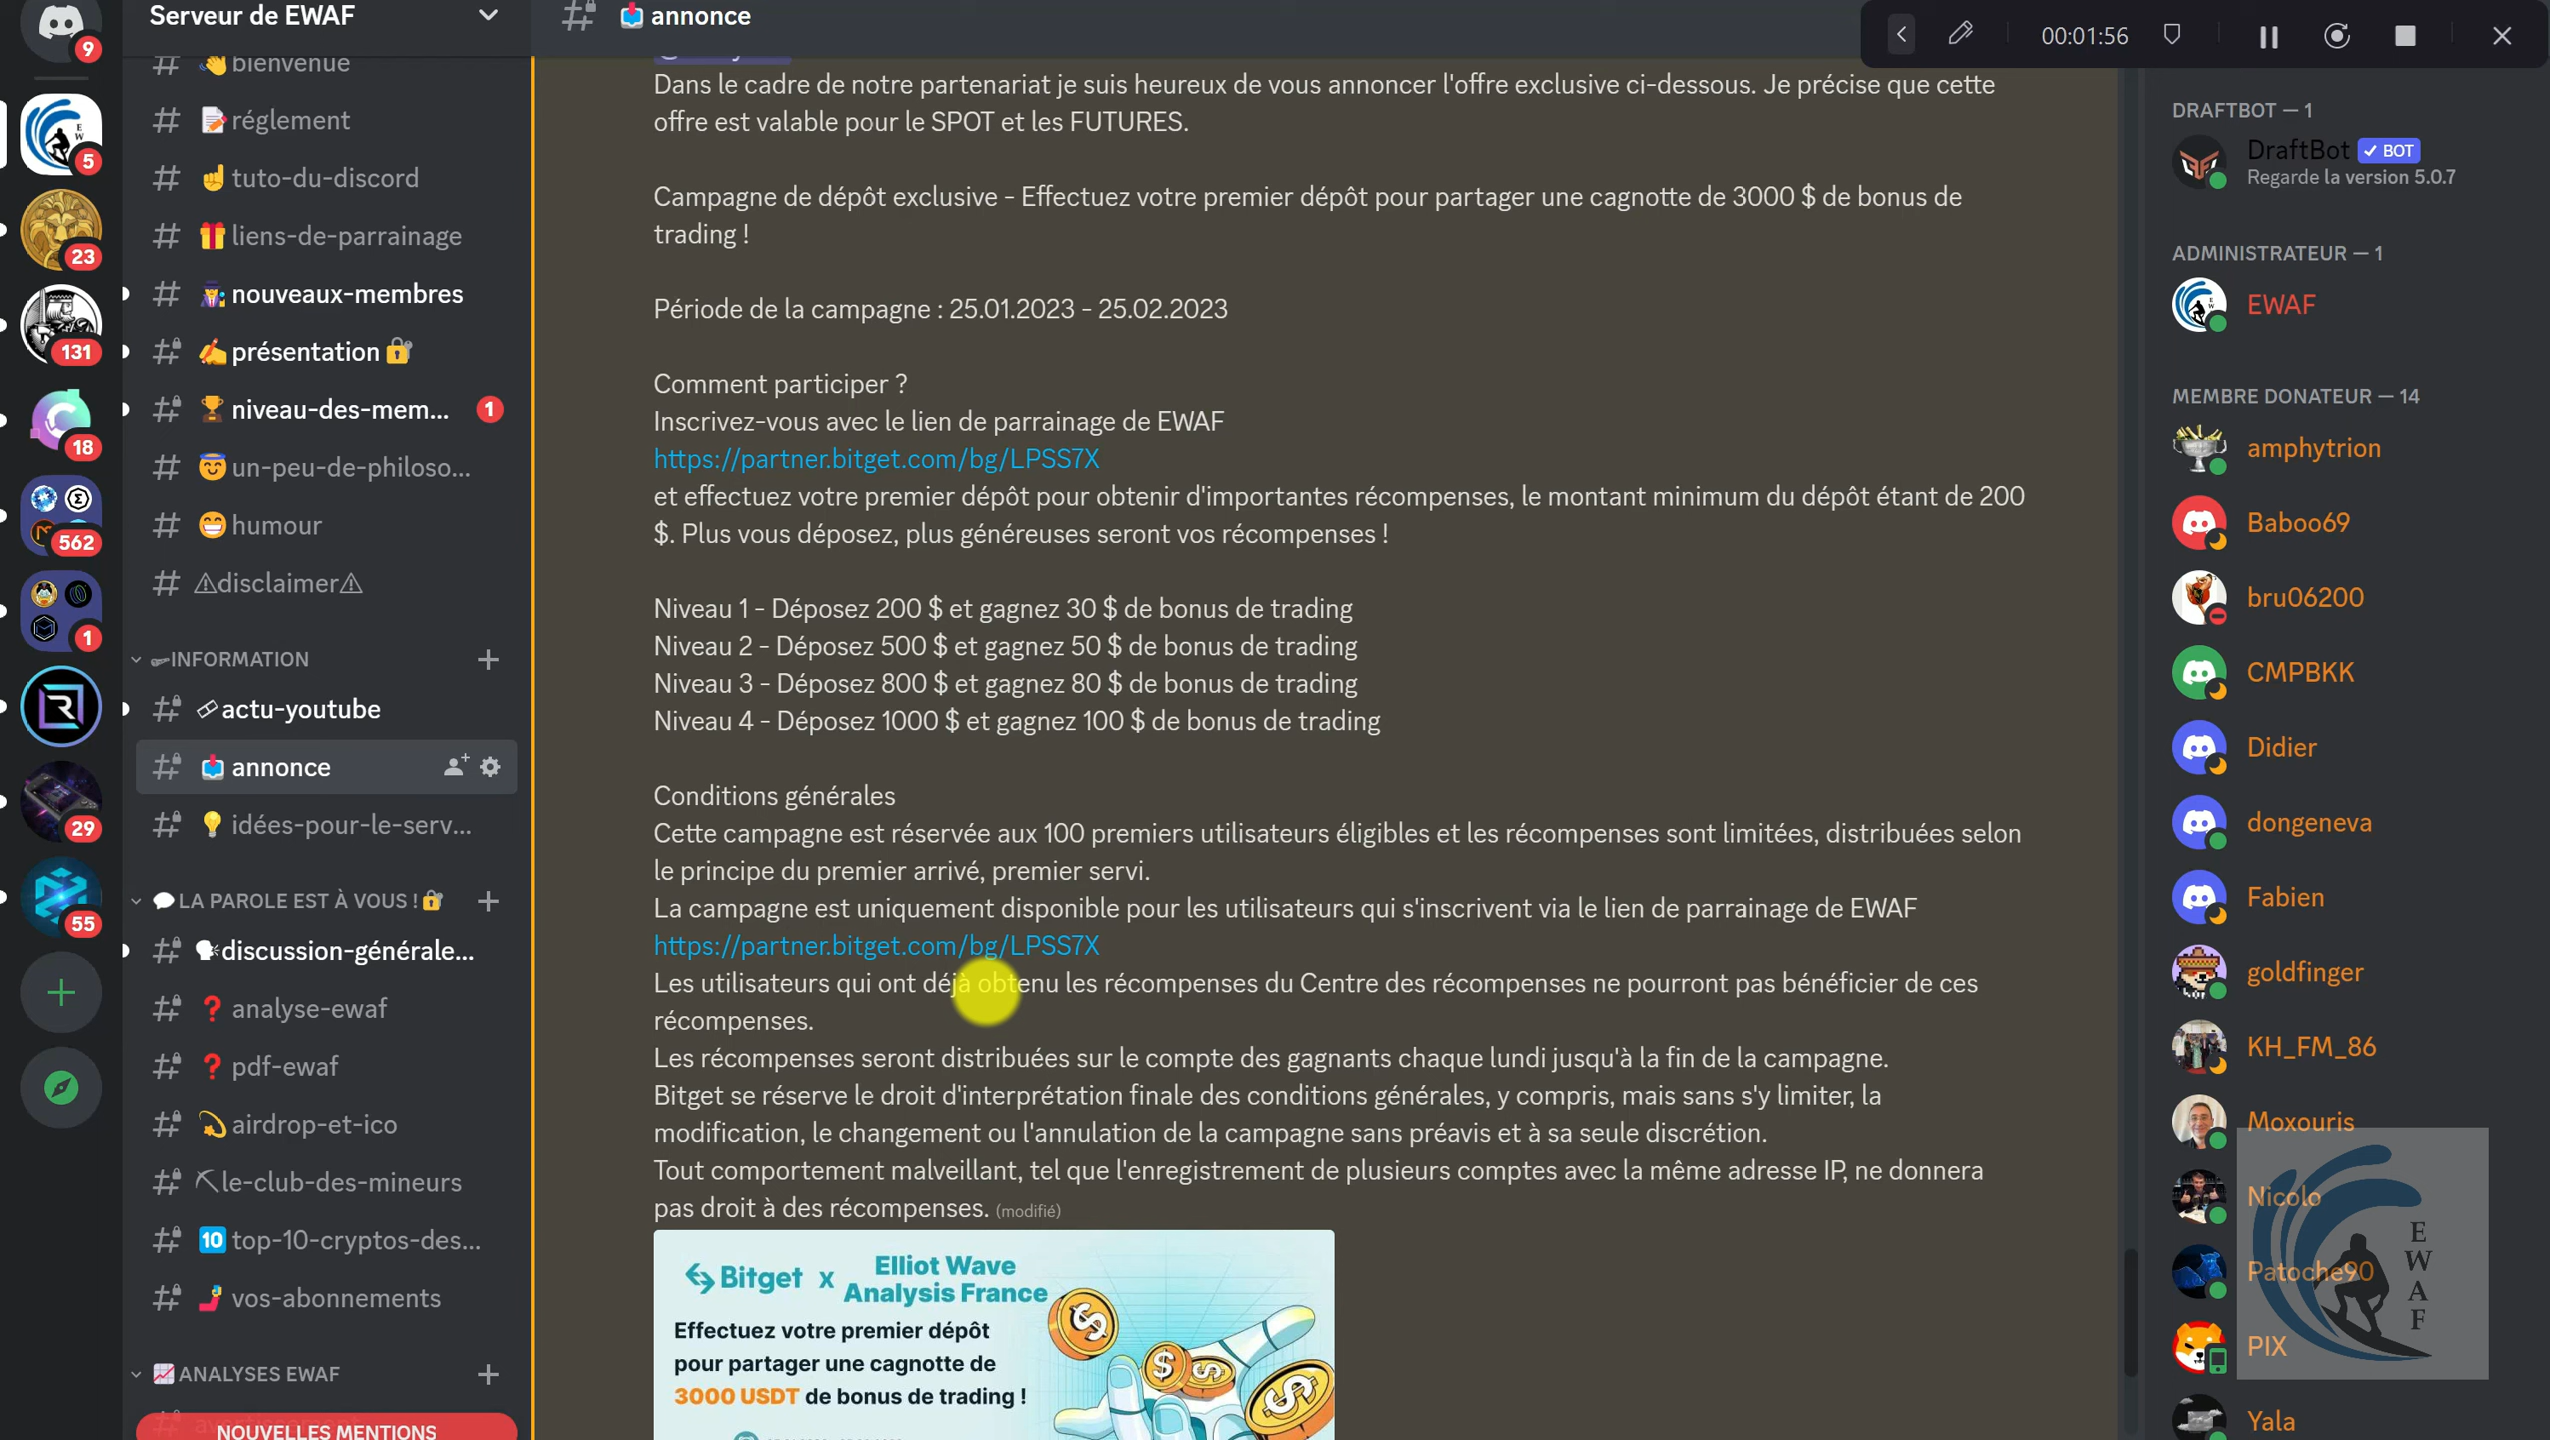 Serveur de EWAF
annonce
00:01:56
9
5
23
131
18
562
1
29
55
bienvenue
réglement
tuto-du-discord
liens-de-parrainage
nouveaux-membres
présentation
niveau-des-mem... 1
un-peu-de-philoso...
humour
⚠disclaimer⚠
INFORMATION
actu-youtube
annonce
idées-pour-le-serv...
LA PAROLE EST À VOUS !
discussion-générale...
analyse-ewaf
pdf-ewaf
airdrop-et-ico
le-club-des-mineurs
10 top-10-cryptos-des...
vos-abonnements
ANALYSES EWAF
NOUVELLES MENTIONS
Dans le cadre de notre partenariat je suis heureux de vous annoncer l'offre exclusive ci-dessous. Je précise que cette
offre est valable pour le SPOT et les FUTURES.
Campagne de dépôt exclusive - Effectuez votre premier dépôt pour partager une cagnotte de 3000 $ de bonus de
trading !
Période de la campagne : 25.01.2023 - 25.02.2023
Comment participer ?
Inscrivez-vous avec le lien de parrainage de EWAF
https://partner.bitget.com/bg/LPSS7X
et effectuez votre premier dépôt pour obtenir d'importantes récompenses, le montant minimum du dépôt étant de 200
$. Plus vous déposez, plus généreuses seront vos récompenses !
Niveau 1 - Déposez 200 $ et gagnez 30 $ de bonus de trading
Niveau 2 - Déposez 500 $ et gagnez 50 $ de bonus de trading
Niveau 3 - Déposez 800 $ et gagnez 80 $ de bonus de trading
Niveau 4 - Déposez 1000 $ et gagnez 100 $ de bonus de trading
Conditions générales
Cette campagne est réservée aux 100 premiers utilisateurs éligibles et les récompenses sont limitées, distribuées selon
le principe du premier arrivé, premier servi.
La campagne est uniquement disponible pour les utilisateurs qui s'inscrivent via le lien de parrainage de EWAF
https://partner.bitget.com/bg/LPSS7X
Les utilisateurs qui ont déjà obtenu les récompenses du Centre des récompenses ne pourront pas bénéficier de ces
récompenses.
Les récompenses seront distribuées sur le compte des gagnants chaque lundi jusqu'à la fin de la campagne.
Bitget se réserve le droit d'interprétation finale des conditions générales, y compris, mais sans s'y limiter, la
modification, le changement ou l'annulation de la campagne sans préavis et à sa seule discrétion.
Tout comportement malveillant, tel que l'enregistrement de plusieurs comptes avec la même adresse IP, ne donnera
pas droit à des récompenses. (modifié)
Bitget x Elliot Wave
Analysis France
Effectuez votre premier dépôt
pour partager une cagnotte de
3000 USDT de bonus de trading !
DRAFTBOT — 1
DraftBot ✓ BOT
Regarde la version 5.0.7
ADMINISTRATEUR — 1
EWAF
MEMBRE DONATEUR — 14
amphytrion
Baboo69
bru06200
CMPBKK
Didier
dongeneva
Fabien
goldfinger
KH_FM_86
Moxouris
Nicolo
Patoche90
PIX
Yala
E
W
A
F